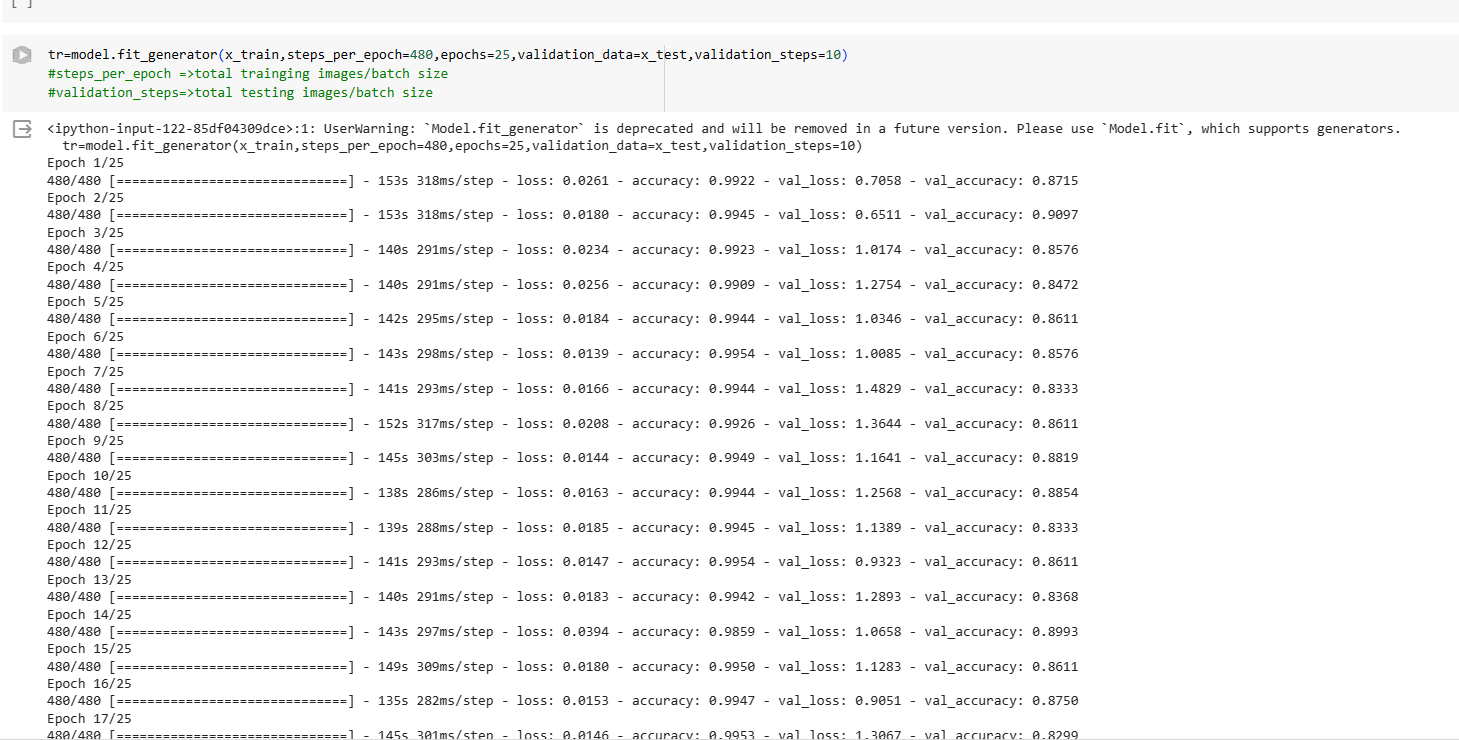 [ ]
tr=model.fit_generator(x_train,steps_per_epoch=480,epochs=25,validation_data=x_test,validation_steps=10)
#steps_per_epoch =>total trainging images/batch size
#validation_steps=>total testing images/batch size
<ipython-input-122-85df04309dce>:1: UserWarning: `Model.fit_generator` is deprecated and will be removed in a future version. Please use `Model.fit`, which supports generators.
tr=model.fit_generator(x_train,steps_per_epoch=480,epochs=25,validation_data=x_test,validation_steps=10)
Epoch 1/25
480/480 [==============================] - 153s 318ms/step - loss: 0.0261 - accuracy: 0.9922 - val_loss: 0.7058 - val_accuracy: 0.8715
Epoch 2/25
480/480 [==============================] - 153s 318ms/step - loss: 0.0180 - accuracy: 0.9945 - val_loss: 0.6511 - val_accuracy: 0.9097
Epoch 3/25
480/480 [==============================] - 140s 291ms/step - loss: 0.0234 - accuracy: 0.9923 - val_loss: 1.0174 - val_accuracy: 0.8576
Epoch 4/25
480/480 [==============================] - 140s 291ms/step - loss: 0.0256 - accuracy: 0.9909 - val_loss: 1.2754 - val_accuracy: 0.8472
Epoch 5/25
480/480 [==============================] - 142s 295ms/step - loss: 0.0184 - accuracy: 0.9944 - val_loss: 1.0346 - val_accuracy: 0.8611
Epoch 6/25
480/480 [==============================] - 143s 298ms/step - loss: 0.0139 - accuracy: 0.9954 - val_loss: 1.0085 - val_accuracy: 0.8576
Epoch 7/25
480/480 [==============================] - 141s 293ms/step - loss: 0.0166 - accuracy: 0.9944 - val_loss: 1.4829 - val_accuracy: 0.8333
Epoch 8/25
480/480 [==============================] - 152s 317ms/step - loss: 0.0208 - accuracy: 0.9926 - val_loss: 1.3644 - val_accuracy: 0.8611
Epoch 9/25
480/480 [==============================] - 145s 303ms/step - loss: 0.0144 - accuracy: 0.9949 - val_loss: 1.1641 - val_accuracy: 0.8819
Epoch 10/25
480/480 [==============================] - 138s 286ms/step - loss: 0.0163 - accuracy: 0.9944 - val_loss: 1.2568 - val_accuracy: 0.8854
Epoch 11/25
480/480 [==============================] - 139s 288ms/step - loss: 0.0185 - accuracy: 0.9945 - val_loss: 1.1389 - val_accuracy: 0.8333
Epoch 12/25
480/480 [==============================] - 141s 293ms/step - loss: 0.0147 - accuracy: 0.9954 - val_loss: 0.9323 - val_accuracy: 0.8611
Epoch 13/25
480/480 [==============================] - 140s 291ms/step - loss: 0.0183 - accuracy: 0.9942 - val_loss: 1.2893 - val_accuracy: 0.8368
Epoch 14/25
480/480 [==============================] - 143s 297ms/step - loss: 0.0394 - accuracy: 0.9859 - val_loss: 1.0658 - val_accuracy: 0.8993
Epoch 15/25
480/480 [==============================] - 149s 309ms/step - loss: 0.0180 - accuracy: 0.9950 - val_loss: 1.1283 - val_accuracy: 0.8611
Epoch 16/25
480/480 [==============================] - 135s 282ms/step - loss: 0.0153 - accuracy: 0.9947 - val_loss: 0.9051 - val_accuracy: 0.8750
Epoch 17/25
480/480 [==============================] - 145s 301ms/step - loss: 0.0146 - accuracy: 0.9953 - val_loss: 1.3067 - val_accuracy: 0.8299